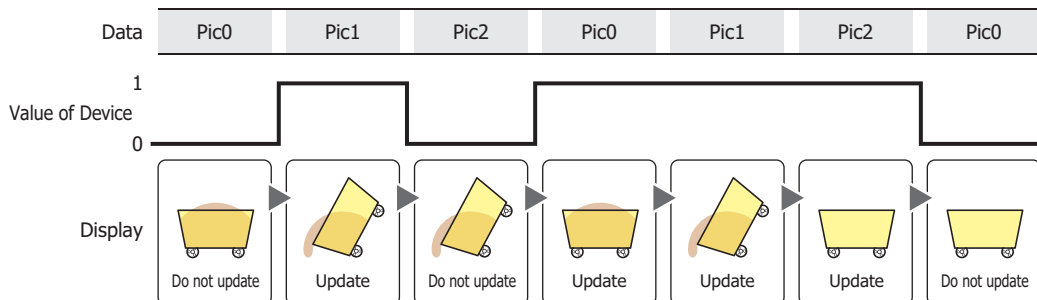 Data Pic0 Pic1 Pic2 Pic0 Pic1 Pic2 Pic0
1
Value of Device
0
Display
Do not update Update Do not update Update Update Update Do not update